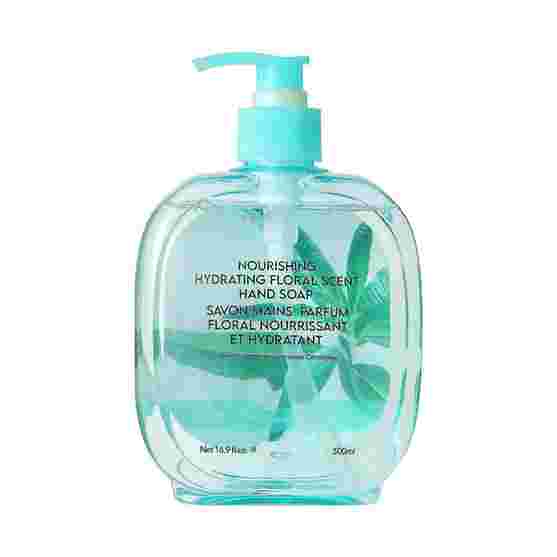 NOURISHING
HYDRATING FLORAL SCENT
HAND SOAP
SAVON MAINS PARFUM
FLORAL NOURRISSANT
ET HYDRATANT
Net 16.9 fl.oz. ℮
500ml